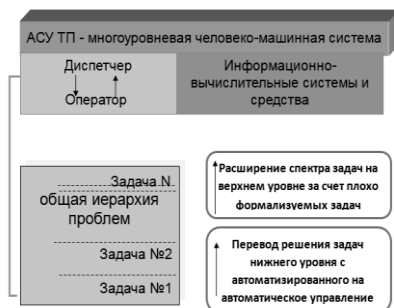 АСУ ТП - многоуровневая человеко-машинная система
Диспетчер
Оператор
Информационно-
вычислительные системы и
средства
Задача N
общая иерархия
проблем
Задача №2
Задача №1
Расширение спектра задач на
верхнем уровне за счет плохо
формализуемых задач
Перевод решения задач
нижнего уровня с
автоматизированного на
автоматическое управление